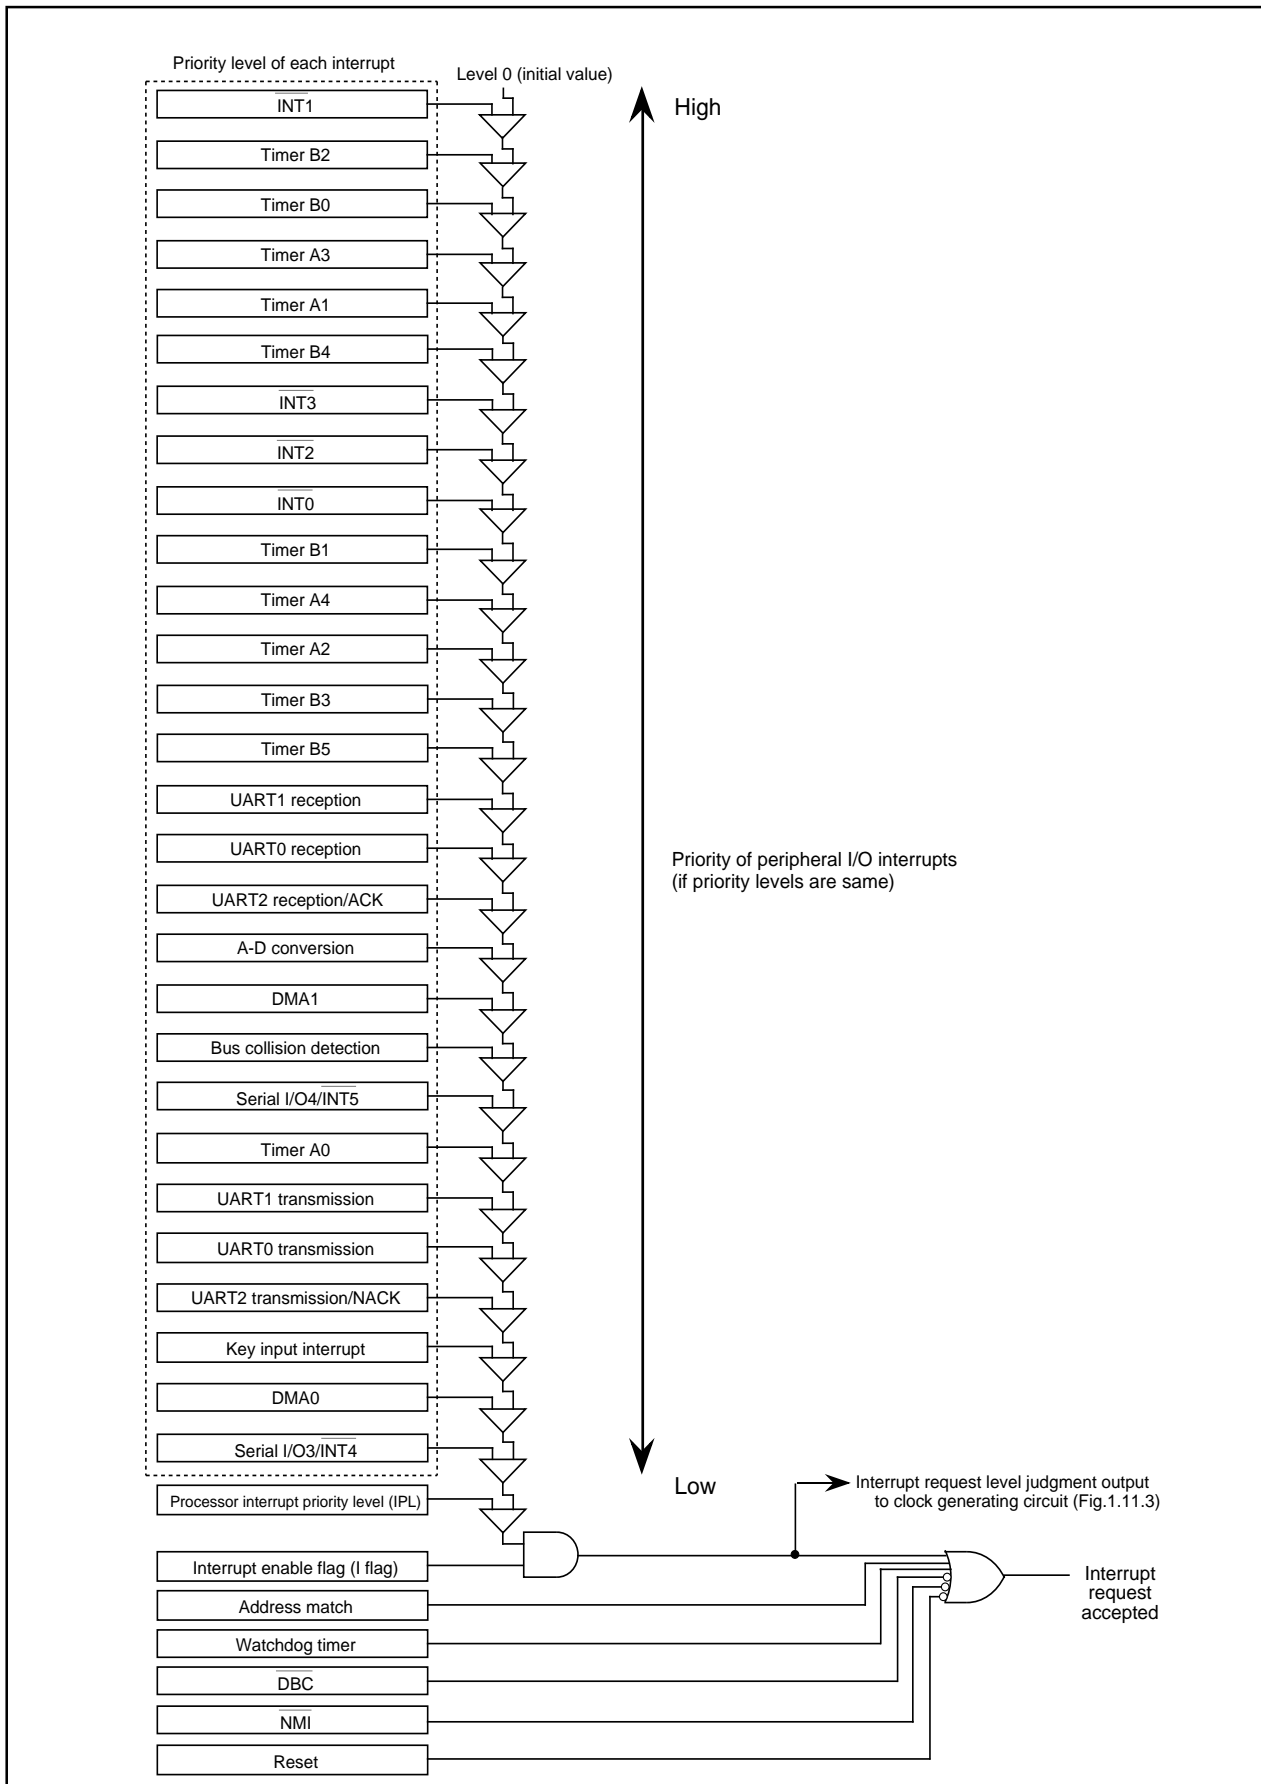 Priority level of each interrupt
Level 0 (initial value)
High
INT1
Timer B2
Timer B0
Timer A3
Timer A1
Timer B4
INT3
INT2
INT0
Timer B1
Timer A4
Timer A2
Timer B3
Timer B5
UART1 reception
UART0 reception
Priority of peripheral I/O interrupts
(if priority levels are same)
UART2 reception/ACK
A-D conversion
DMA1
Bus collision detection
Serial I/O4/INT5
Timer A0
UART1 transmission
UART0 transmission
UART2 transmission/NACK
Key input interrupt
DMA0
Serial I/O3/INT4
Low
Interrupt request level judgment output
to clock generating circuit (Fig.1.11.3)
Processor interrupt priority level (IPL)
Interrupt enable flag (I flag)
Interrupt
request
accepted
Address match
Watchdog timer
DBC
NMI
Reset